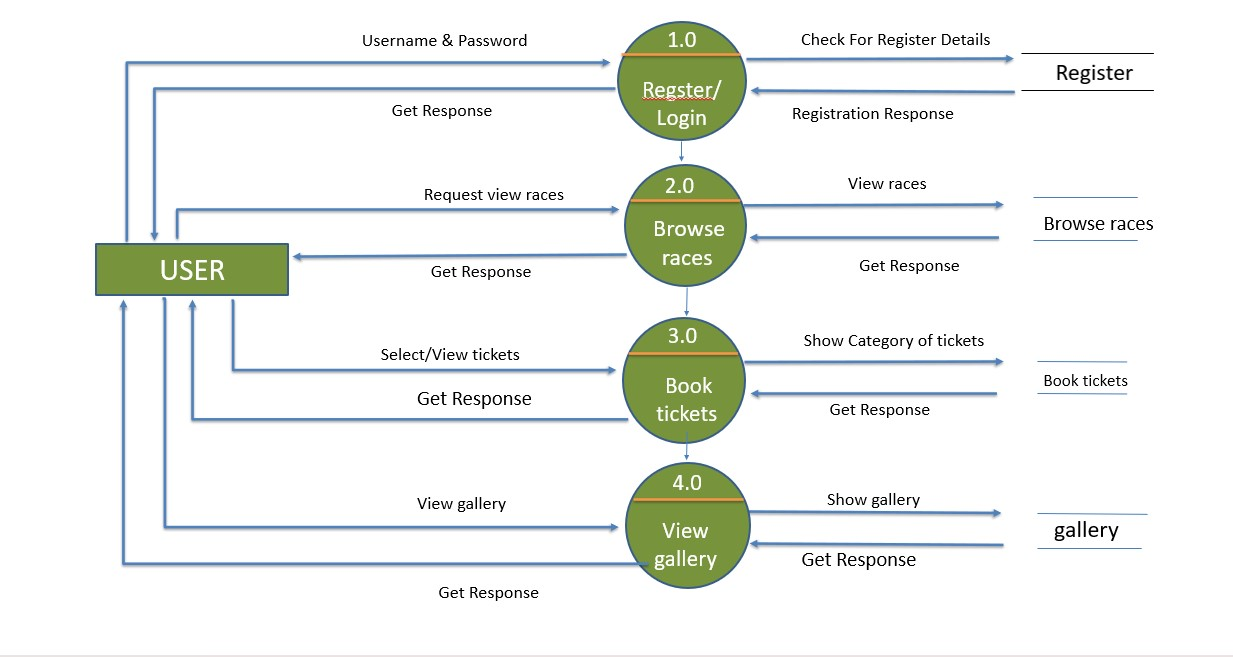 Username & Password
1.0
Check For Register Details
Regster/
Login
Register
Get Response
Registration Response
Request view races
2.0
View races
Browse
races
Browse races
USER
Get Response
Get Response
3.0
Show Category of tickets
Select/View tickets
Book
tickets
Book tickets
Get Response
Get Response
4.0
View gallery
Show gallery
View
gallery
gallery
Get Response
Get Response